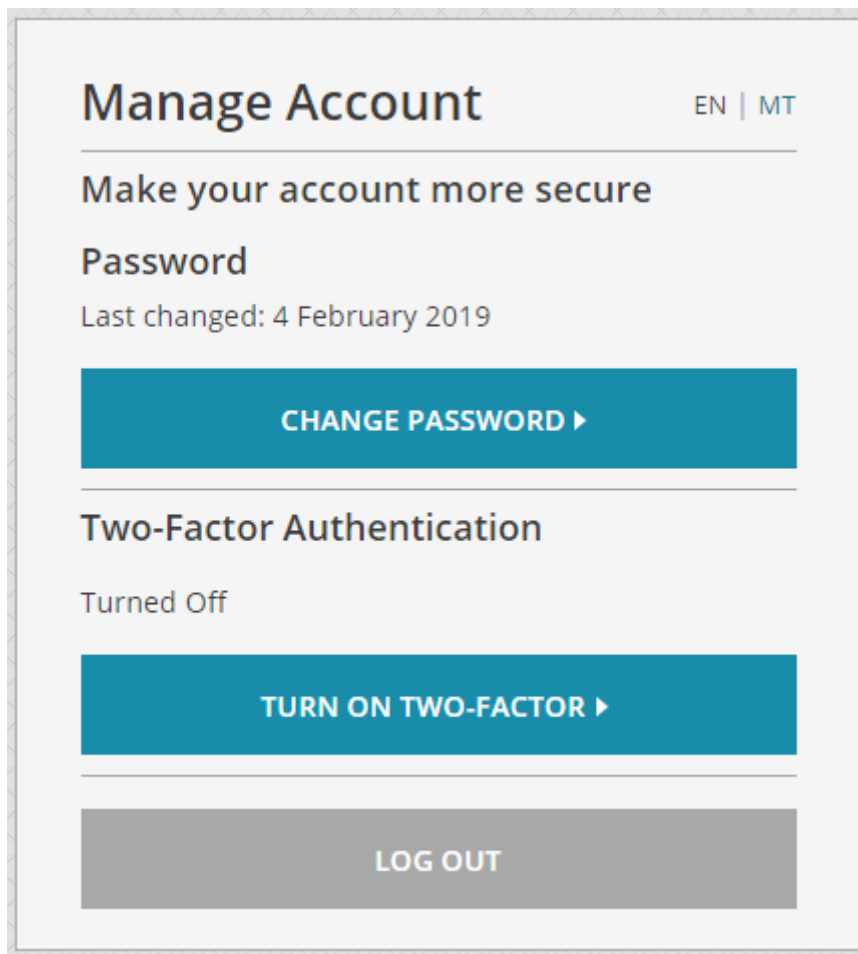 Manage Account
EN | MT
Make your account more secure
Password
Last changed: 4 February 2019
CHANGE PASSWORD
Two-Factor Authentication
Turned Off
TURN ON TWO-FACTOR
LOG OUT